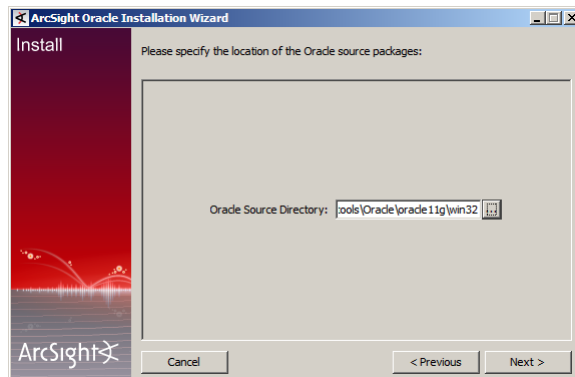 ArcSight Oracle Installation Wizard
Install
Please specify the location of the Oracle source packages:
Oracle Source Directory: :ools\Oracle\oracle11g\win32 ...
ArcSight
Cancel < Previous Next >